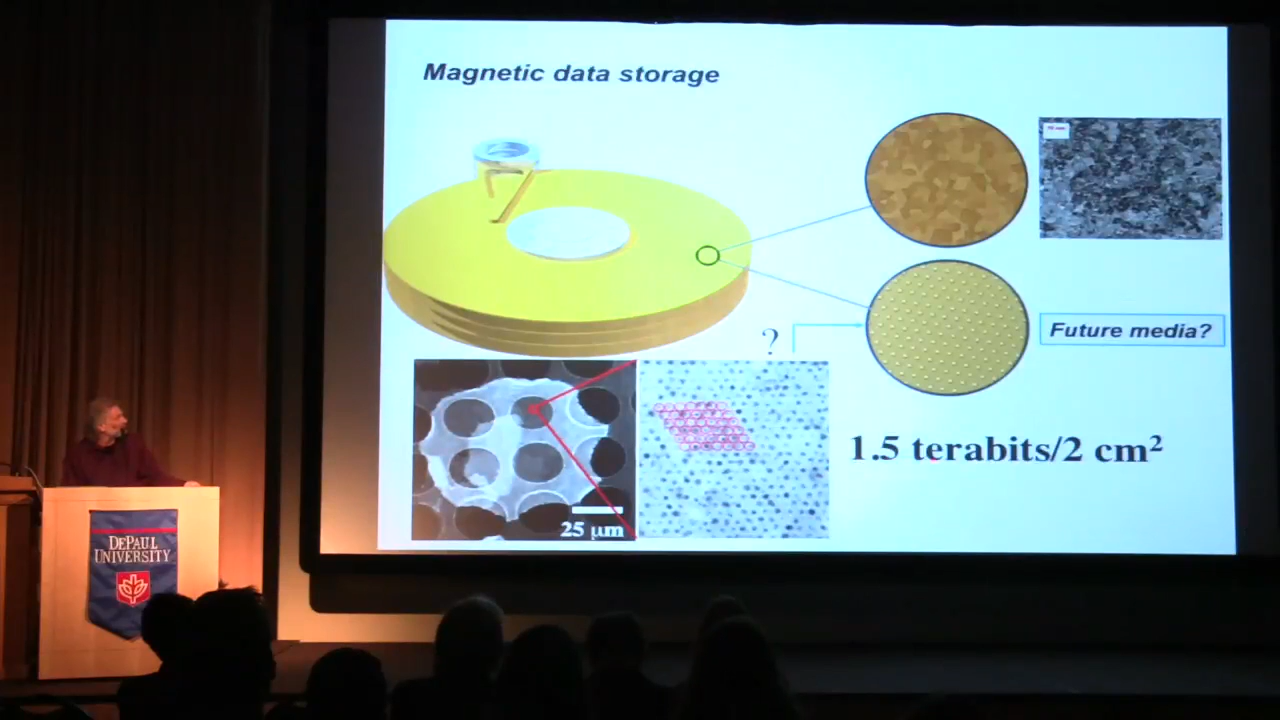 Magnetic data storage
?
Future media?
1.5 terabits/2 cm²
25 μm
DEPAUL
UNIVERSITY